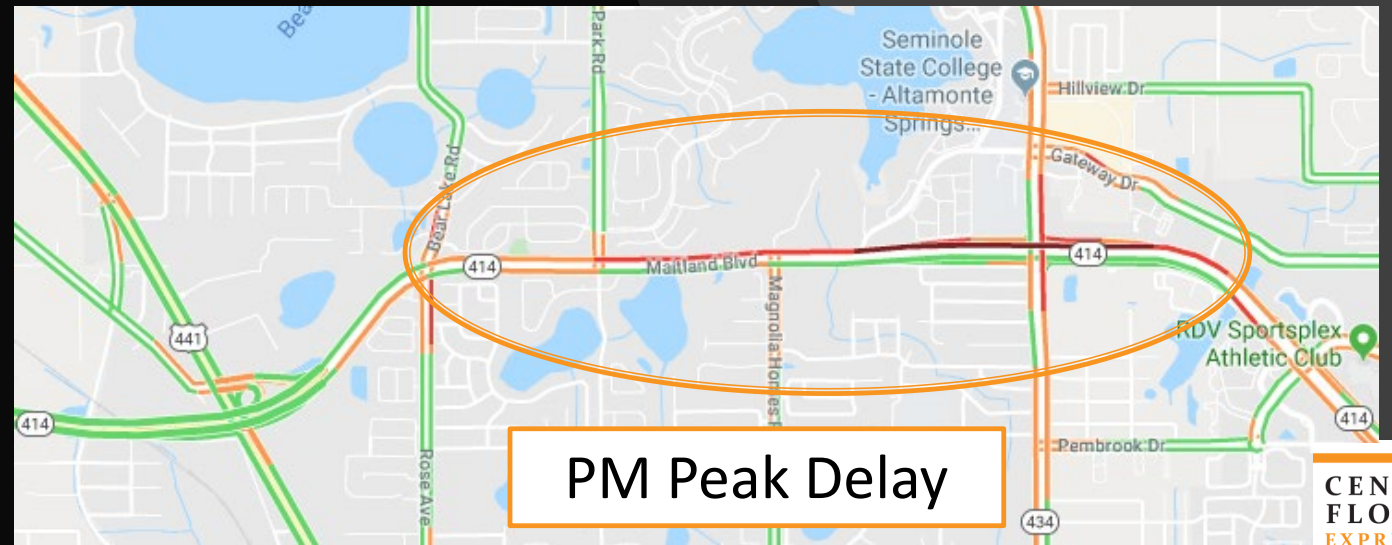 Bea
Park Rd
Seminole
State College
- Altamonte
Springs...
Hillview Dr
Gateway Dr
Bear Lake Rd
414
Maitland Blvd
414
441
Magnolia Homes R
RDV Sportsplex
Athletic Club
414
414
Rose Ave
PM Peak Delay
Pembrook Dr
434
CEN
FLO
EXPR